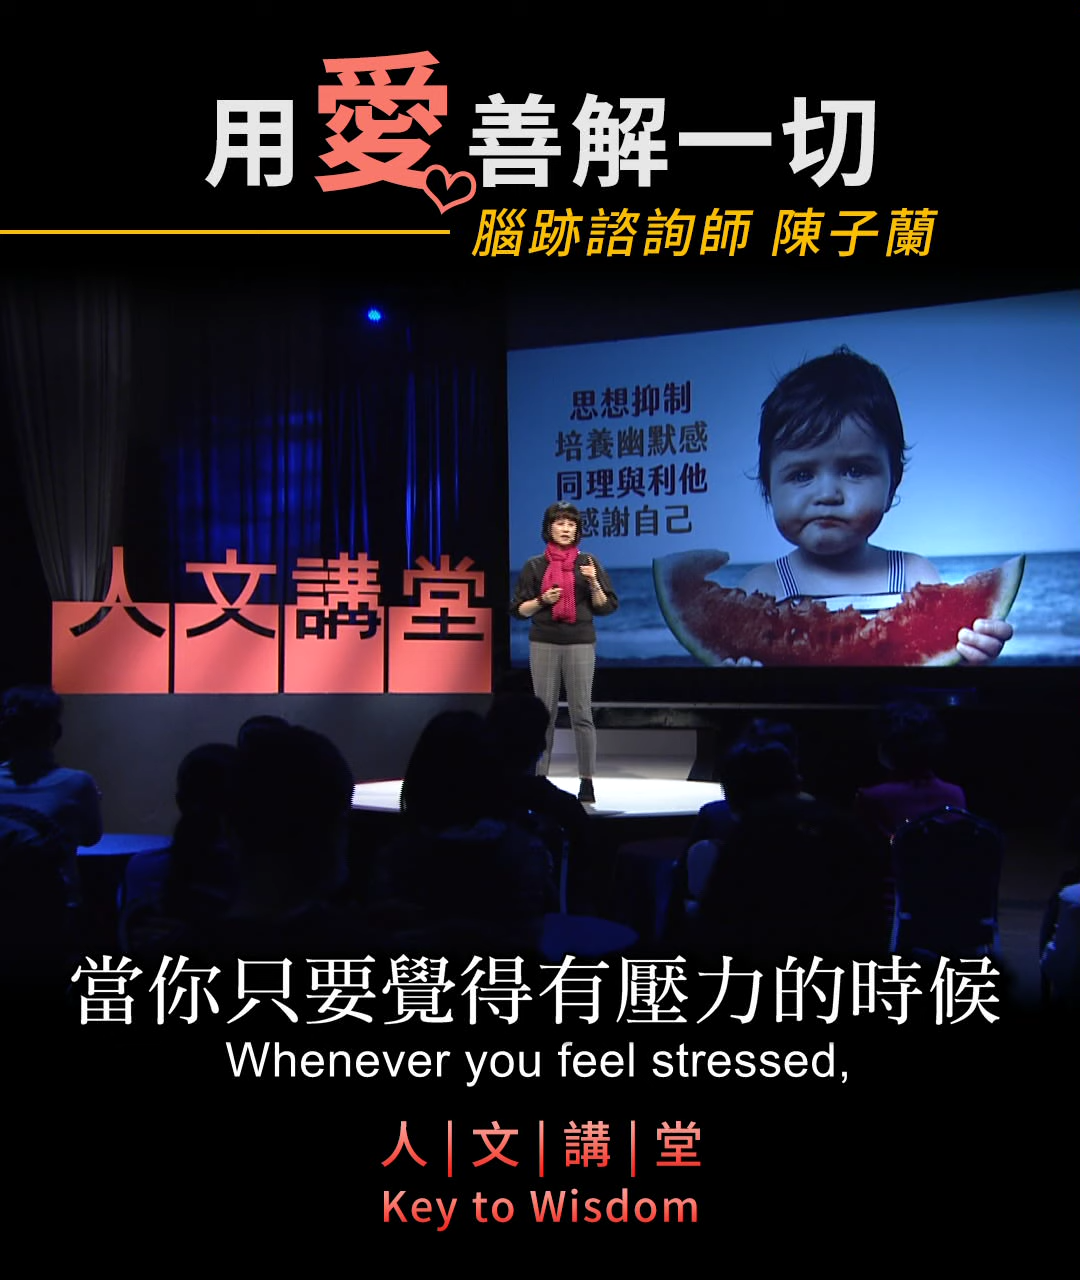 用愛善解一切
腦跡諮詢師 陳子蘭
思想抑制
培養幽默感
同理與利他
感謝自己
人文講堂
當你只要覺得有壓力的時候
Whenever you feel stressed,
人|文|講|堂
Key to Wisdom